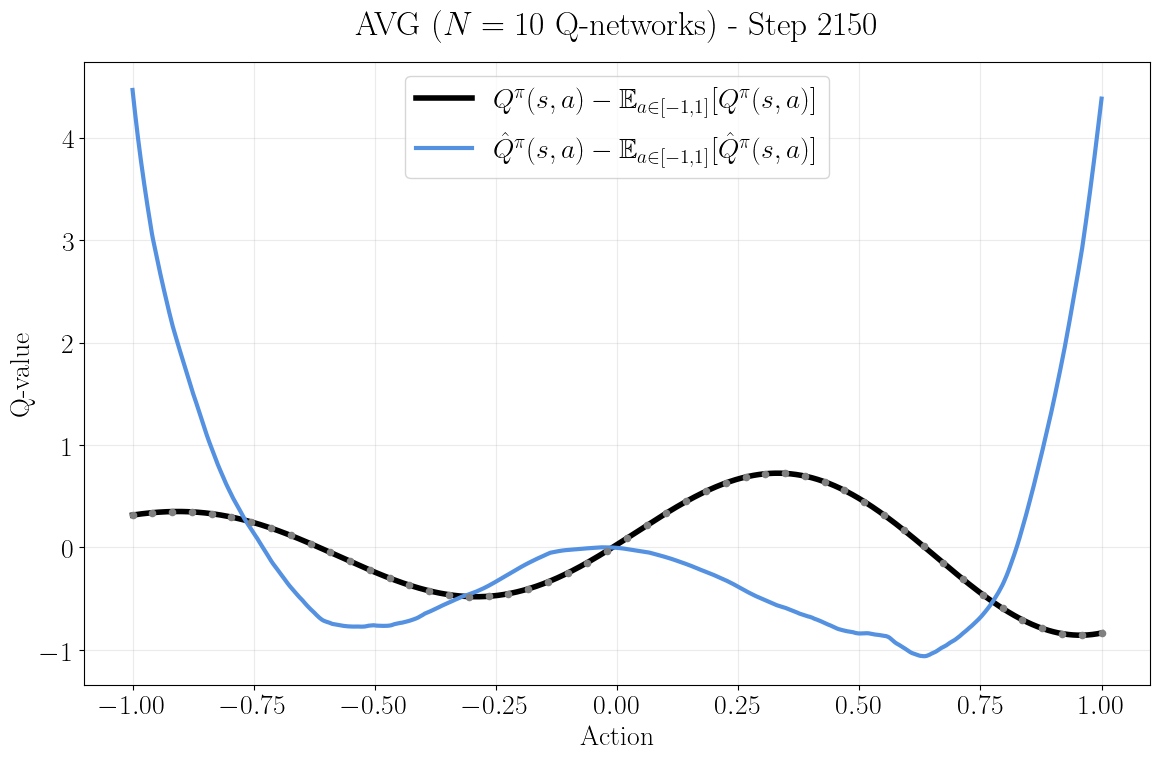 AVG (N = 10 Q-networks) - Step 2150
Q^π(s, a) − 𝔼_{a∈[−1,1]}[Q^π(s, a)]
Q̂^π(s, a) − 𝔼_{a∈[−1,1]}[Q̂^π(s, a)]
Q-value
4
3
2
1
0
−1
−1.00 −0.75 −0.50 −0.25 0.00 0.25 0.50 0.75 1.00
Action